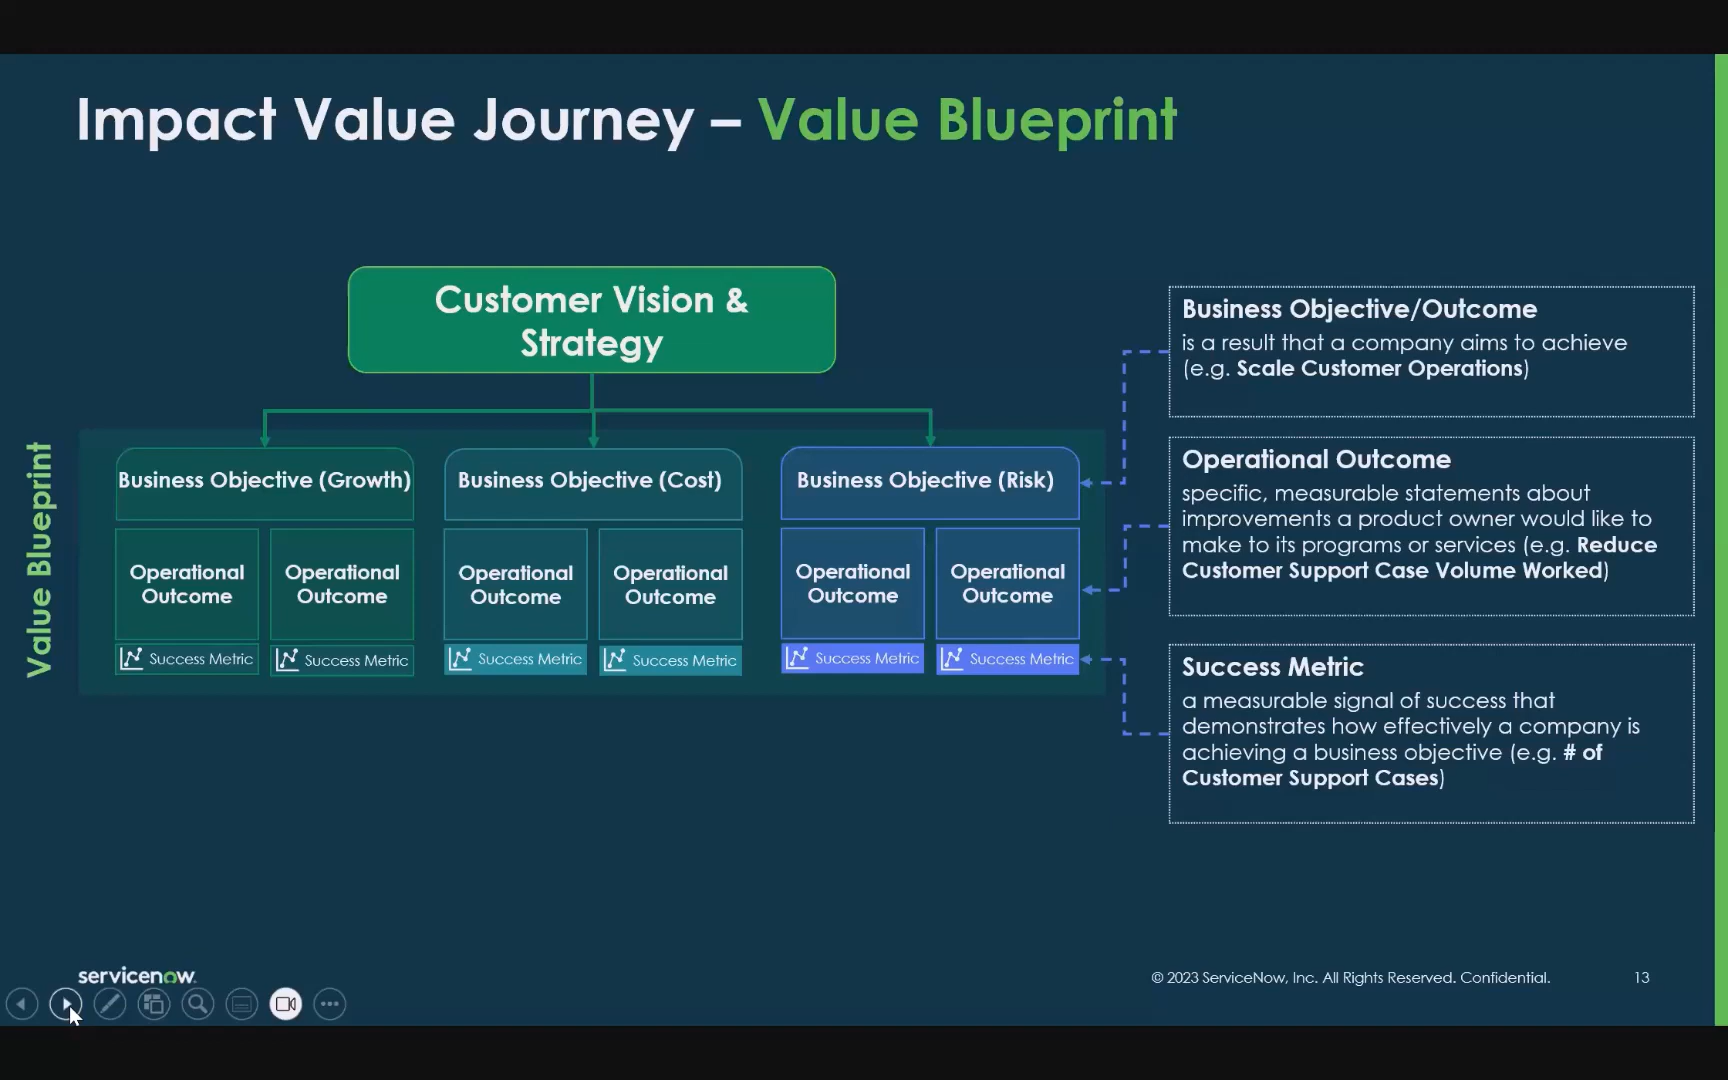 Impact Value Journey – Value Blueprint
Customer Vision &
Strategy
Value Blueprint
Business Objective (Growth)
Business Objective (Cost)
Business Objective (Risk)
Operational
Outcome
Operational
Outcome
Operational
Outcome
Operational
Outcome
Operational
Outcome
Operational
Outcome
Success Metric
Success Metric
Success Metric
Success Metric
Success Metric
Success Metric
Business Objective/Outcome
is a result that a company aims to achieve
(e.g. Scale Customer Operations)
Operational Outcome
specific, measurable statements about
improvements a product owner would like to
make to its programs or services (e.g. Reduce
Customer Support Case Volume Worked)
Success Metric
a measurable signal of success that
demonstrates how effectively a company is
achieving a business objective (e.g. # of
Customer Support Cases)
servicenow.
© 2023 ServiceNow, Inc. All Rights Reserved. Confidential.
13